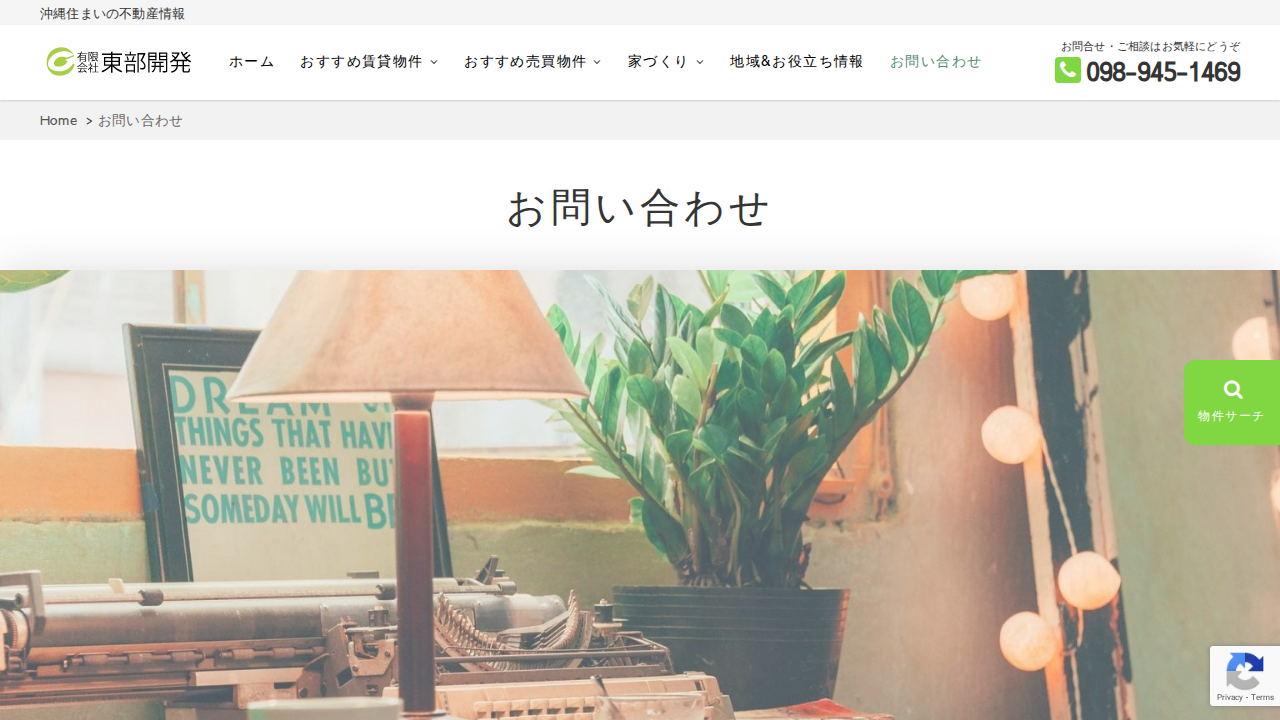 沖縄住まいの不動産情報
有限会社 東部開発
ホーム
おすすめ賃貸物件
おすすめ売買物件
家づくり
地域&お役立ち情報
お問い合わせ
お問合せ・ご相談はお気軽にどうぞ
098-945-1469
Home > お問い合わせ
お問い合わせ
DREAM
THINGS THAT HAV
NEVER BEEN BU
SOMEDAY WILL BE
物件サーチ
Privacy - Terms